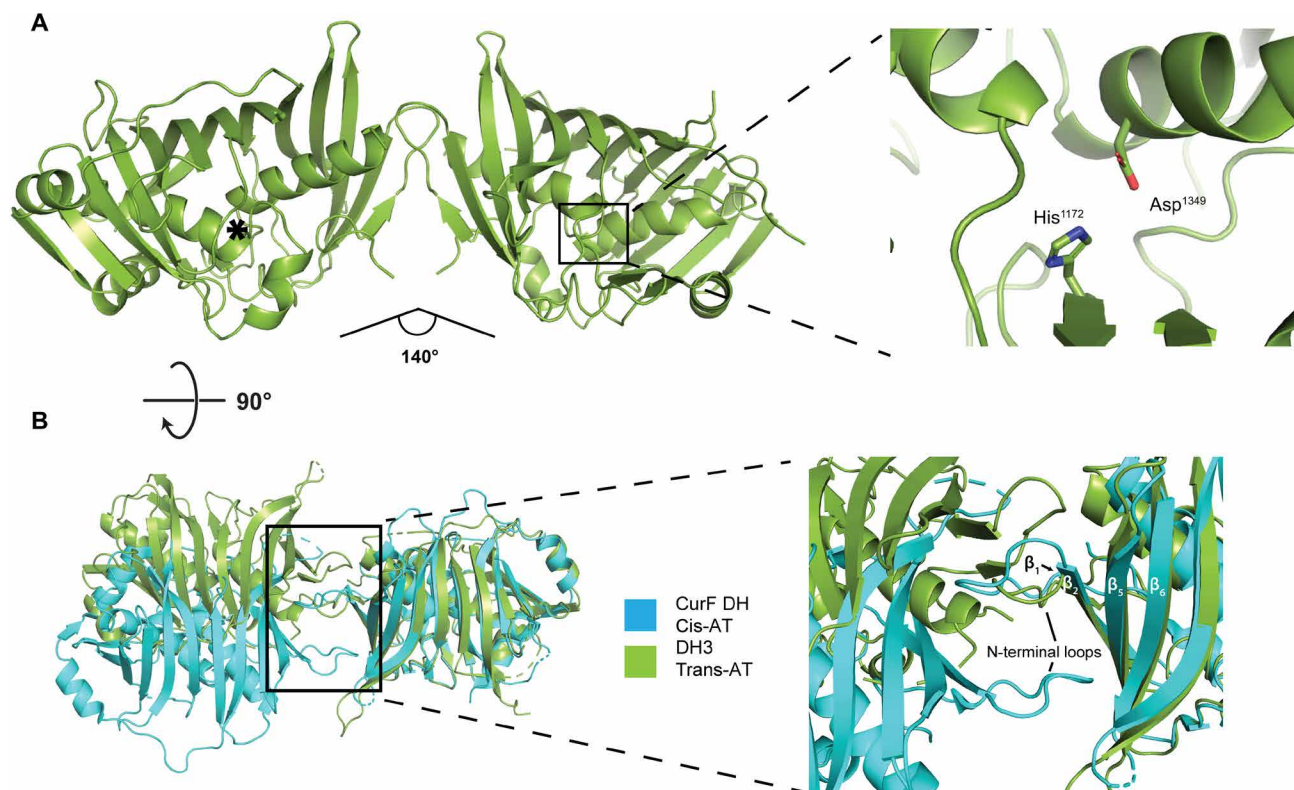 A
His1172
Asp1349
*
140°
90°
B
CurF DH
Cis-AT
DH3
Trans-AT
β1
β2
β5
β6
N-terminal loops